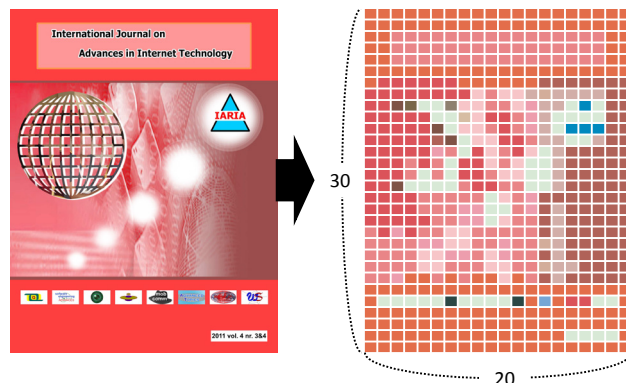 International Journal on
Advances in Internet Technology
IARIA
2011 vol. 4 nr. 3&4
30
20